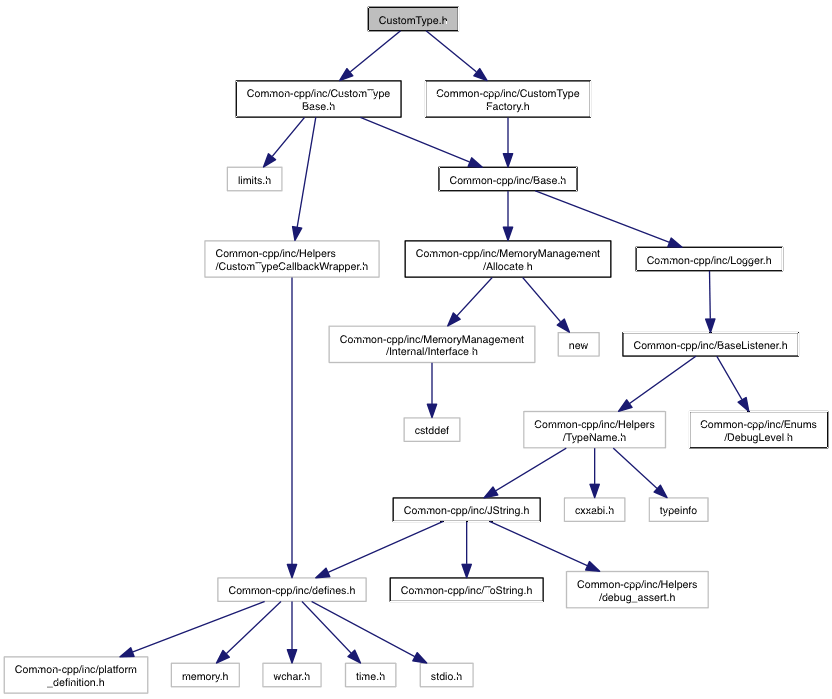 CustomType.h
Common-cpp/inc/CustomType
Base.h
Common-cpp/inc/CustomType
Factory.h
limits.h
Common-cpp/inc/Base.h
Common-cpp/inc/Helpers
/CustomTypeCallbackWrapper.h
Common-cpp/inc/MemoryManagement
/Allocate.h
Common-cpp/inc/Logger.h
Common-cpp/inc/MemoryManagement
/Internal/Interface.h
new
Common-cpp/inc/BaseListener.h
cstddef
Common-cpp/inc/Helpers
/TypeName.h
Common-cpp/inc/Enums
/DebugLevel.h
Common-cpp/inc/JString.h
cxxabi.h
typeinfo
Common-cpp/inc/defines.h
Common-cpp/inc/ToString.h
Common-cpp/inc/Helpers
/debug_assert.h
Common-cpp/inc/platform
_definition.h
memory.h
wchar.h
time.h
stdio.h